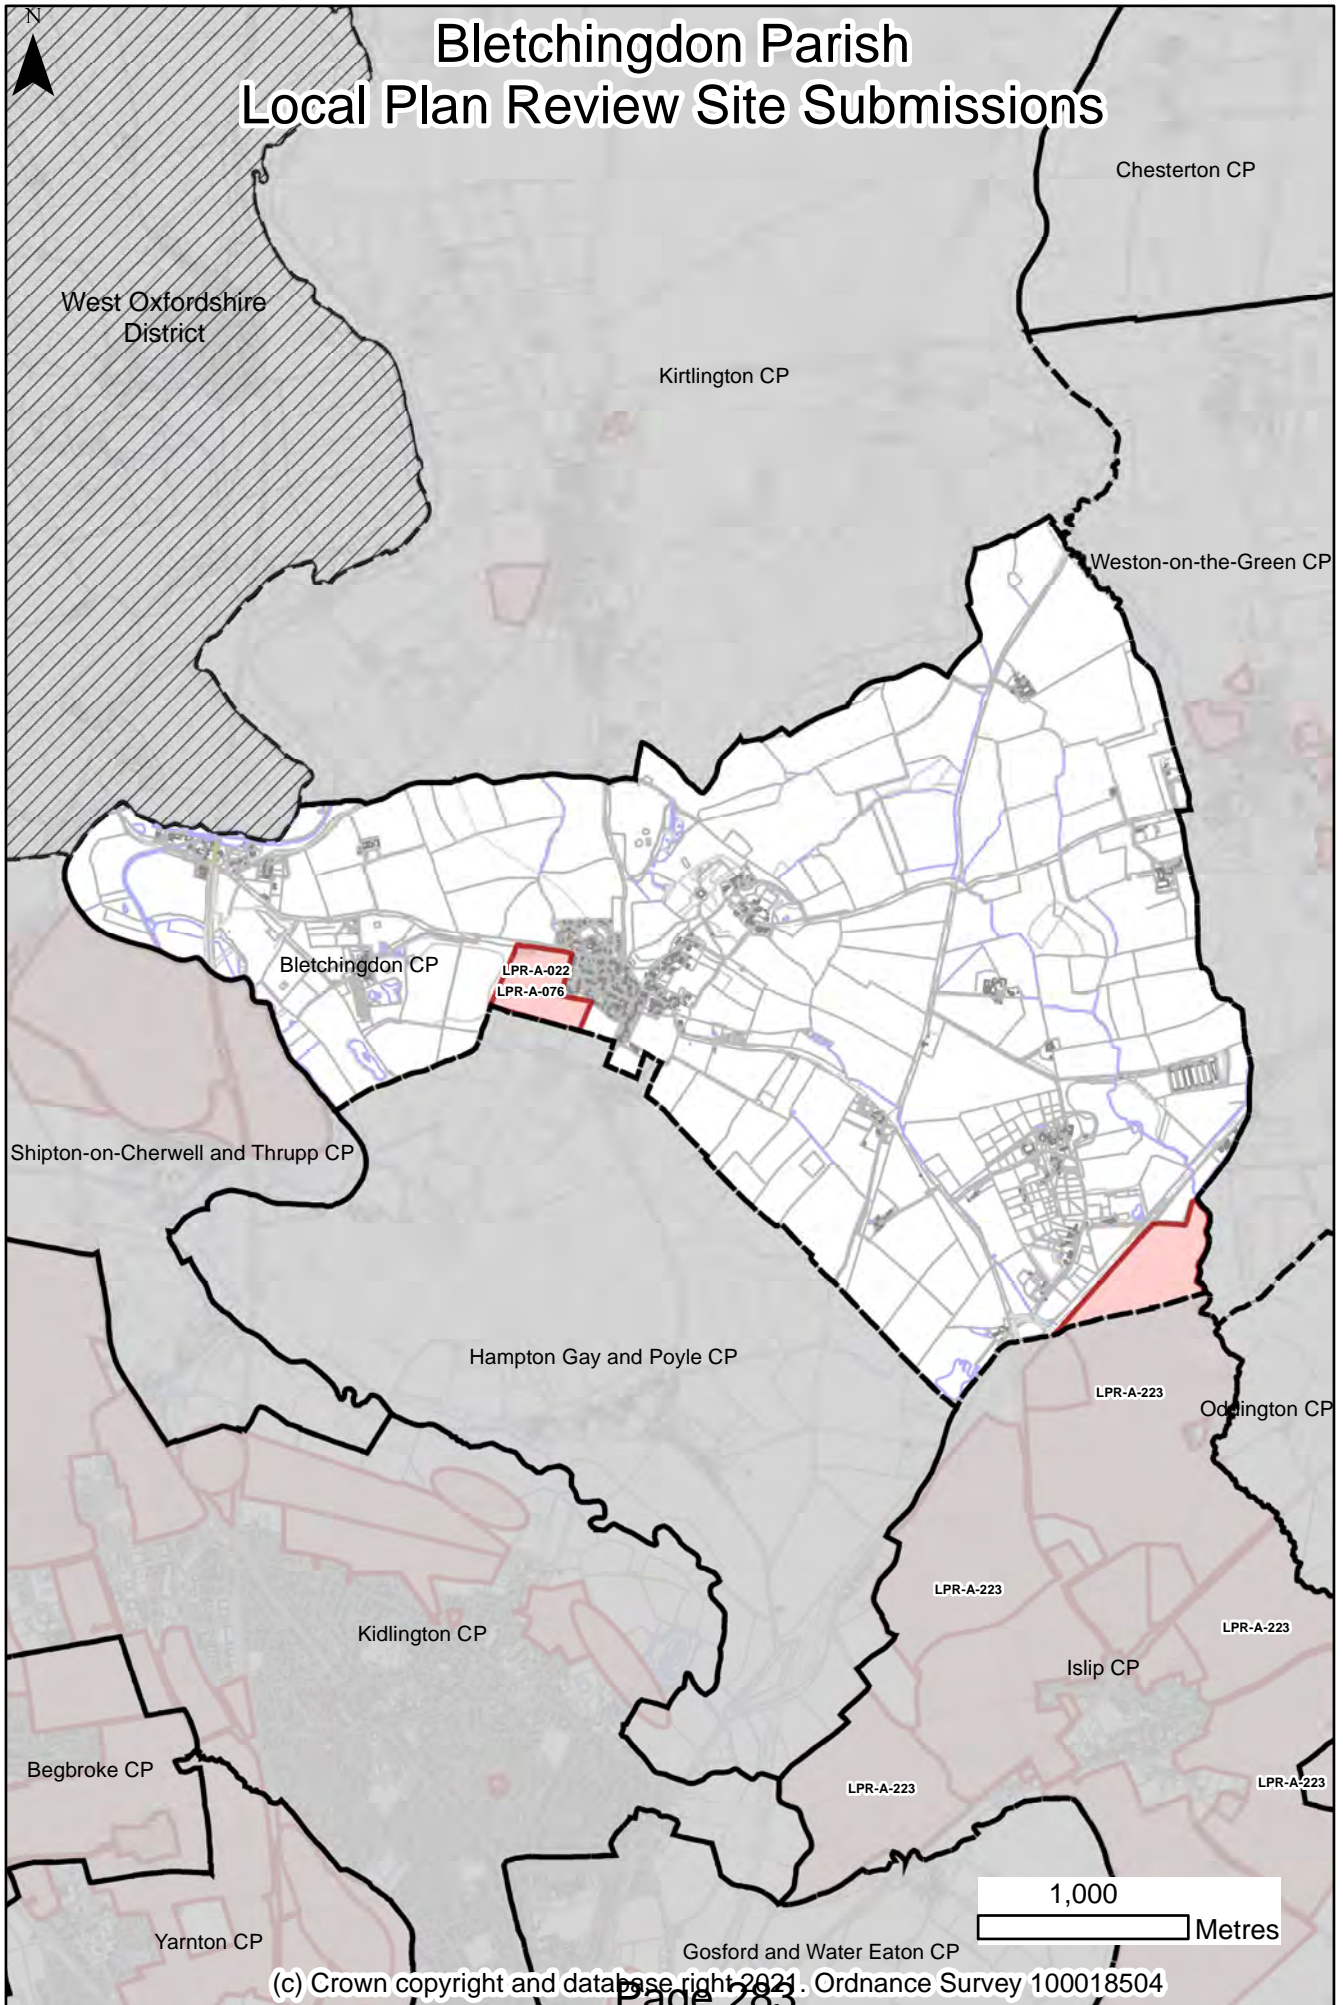 N
Bletchingdon Parish
Local Plan Review Site Submissions
Chesterton CP
West Oxfordshire
District
Kirtlington CP
Weston-on-the-Green CP
Bletchingdon CP
LPR-A-022
LPR-A-076
Shipton-on-Cherwell and Thrupp CP
Hampton Gay and Poyle CP
LPR-A-223
Oddington CP
LPR-A-223
LPR-A-223
Kidlington CP
Islip CP
Begbroke CP
LPR-A-223
LPR-A-223
1,000
Metres
Yarnton CP
Gosford and Water Eaton CP
(c) Crown copyright and database right 2021. Ordnance Survey 100018504
Page 283